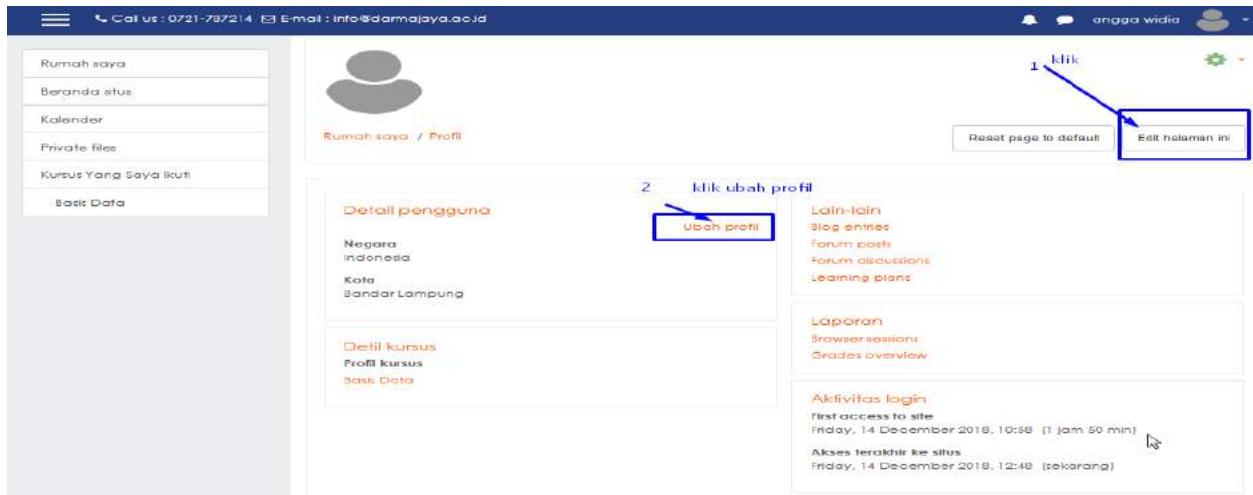 Call us : 0721-787214 E-mail : info@darmajaya.ac.id
angga widia
Rumah saya
Beranda situs
Kalender
Private files
Kursus Yang Saya Ikuti
Basis Data
1 klik
Rumah saya / Profil
Reset page to default
Edit halaman ini
2 klik ubah profil
Detail pengguna
Ubah profil
Negara
Indonesia
Kota
Bandar Lampung
Detil kursus
Profil kursus
Basis Data
Lain-lain
Blog entries
Forum posts
Forum discussions
Learning plans
Laporan
Browser sessions
Grades overview
Aktivitas login
First access to site
Friday, 14 December 2018, 10:58 (1 jam 50 min)
Akses terakhir ke situs
Friday, 14 December 2018, 12:48 (sekarang)